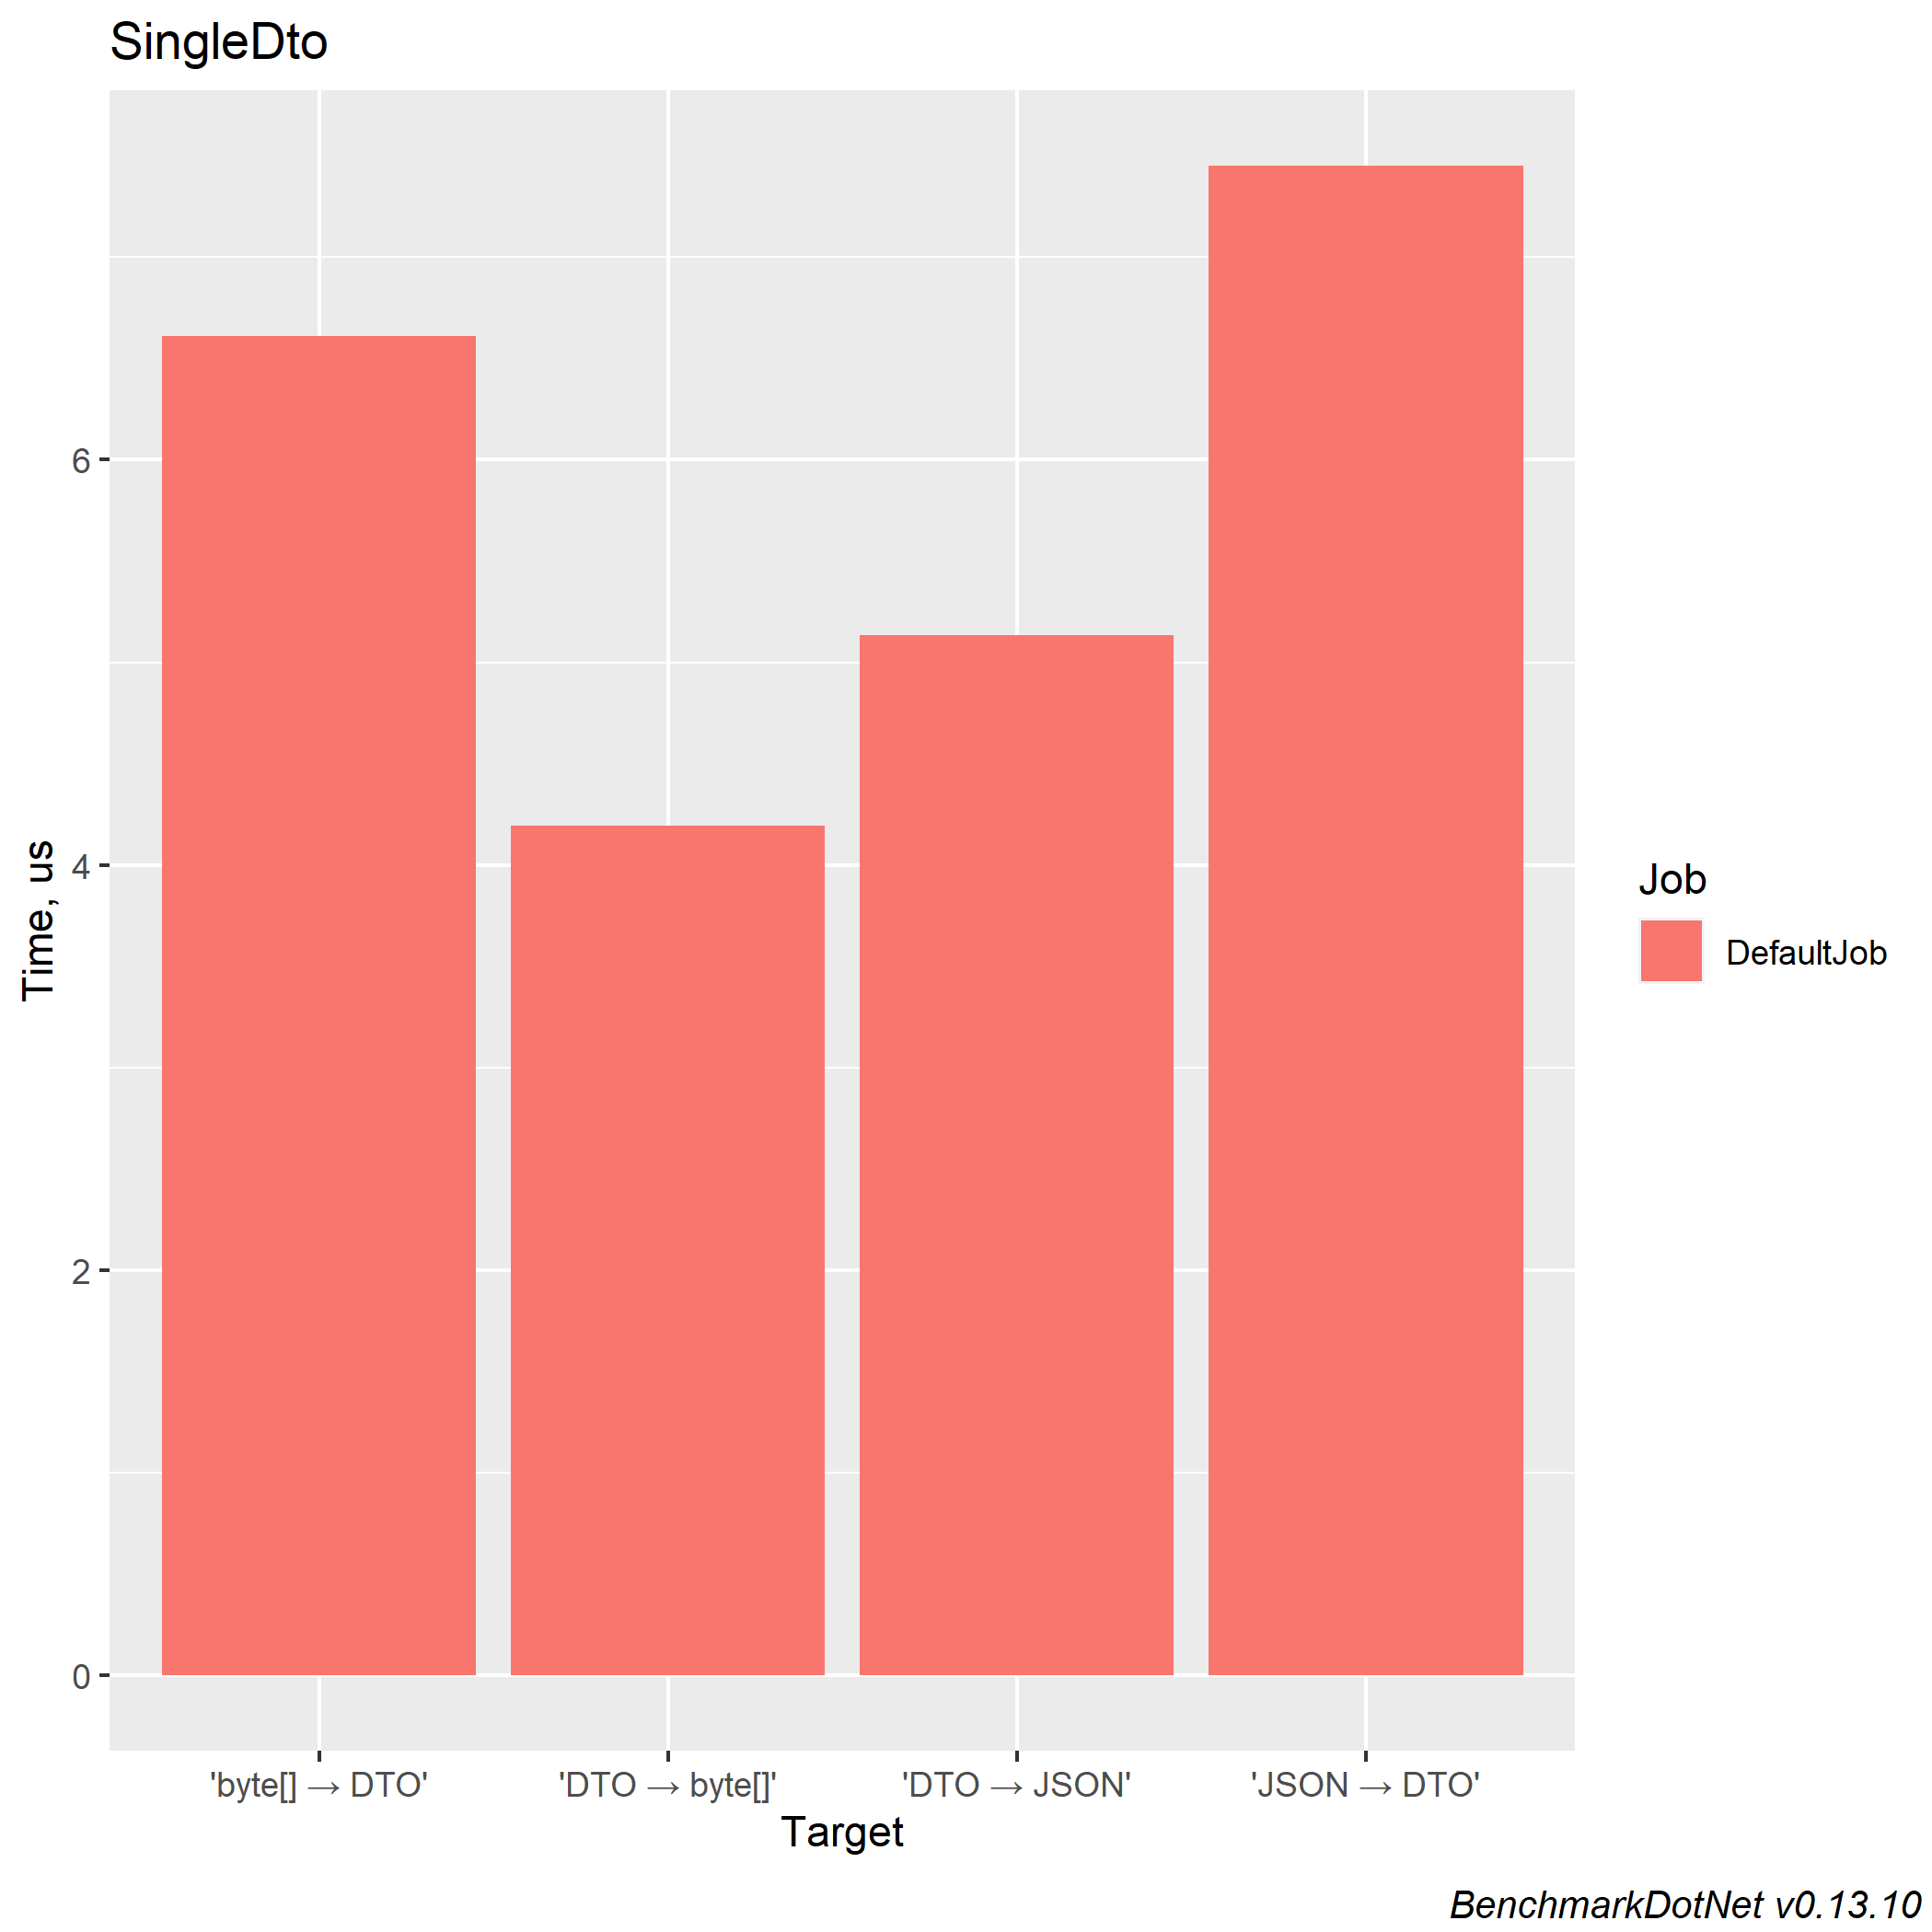 SingleDto
Time, us
6
4
2
0
'byte[] → DTO'
'DTO → byte[]'
'DTO → JSON'
'JSON → DTO'
Target
Job
DefaultJob
BenchmarkDotNet v0.13.10